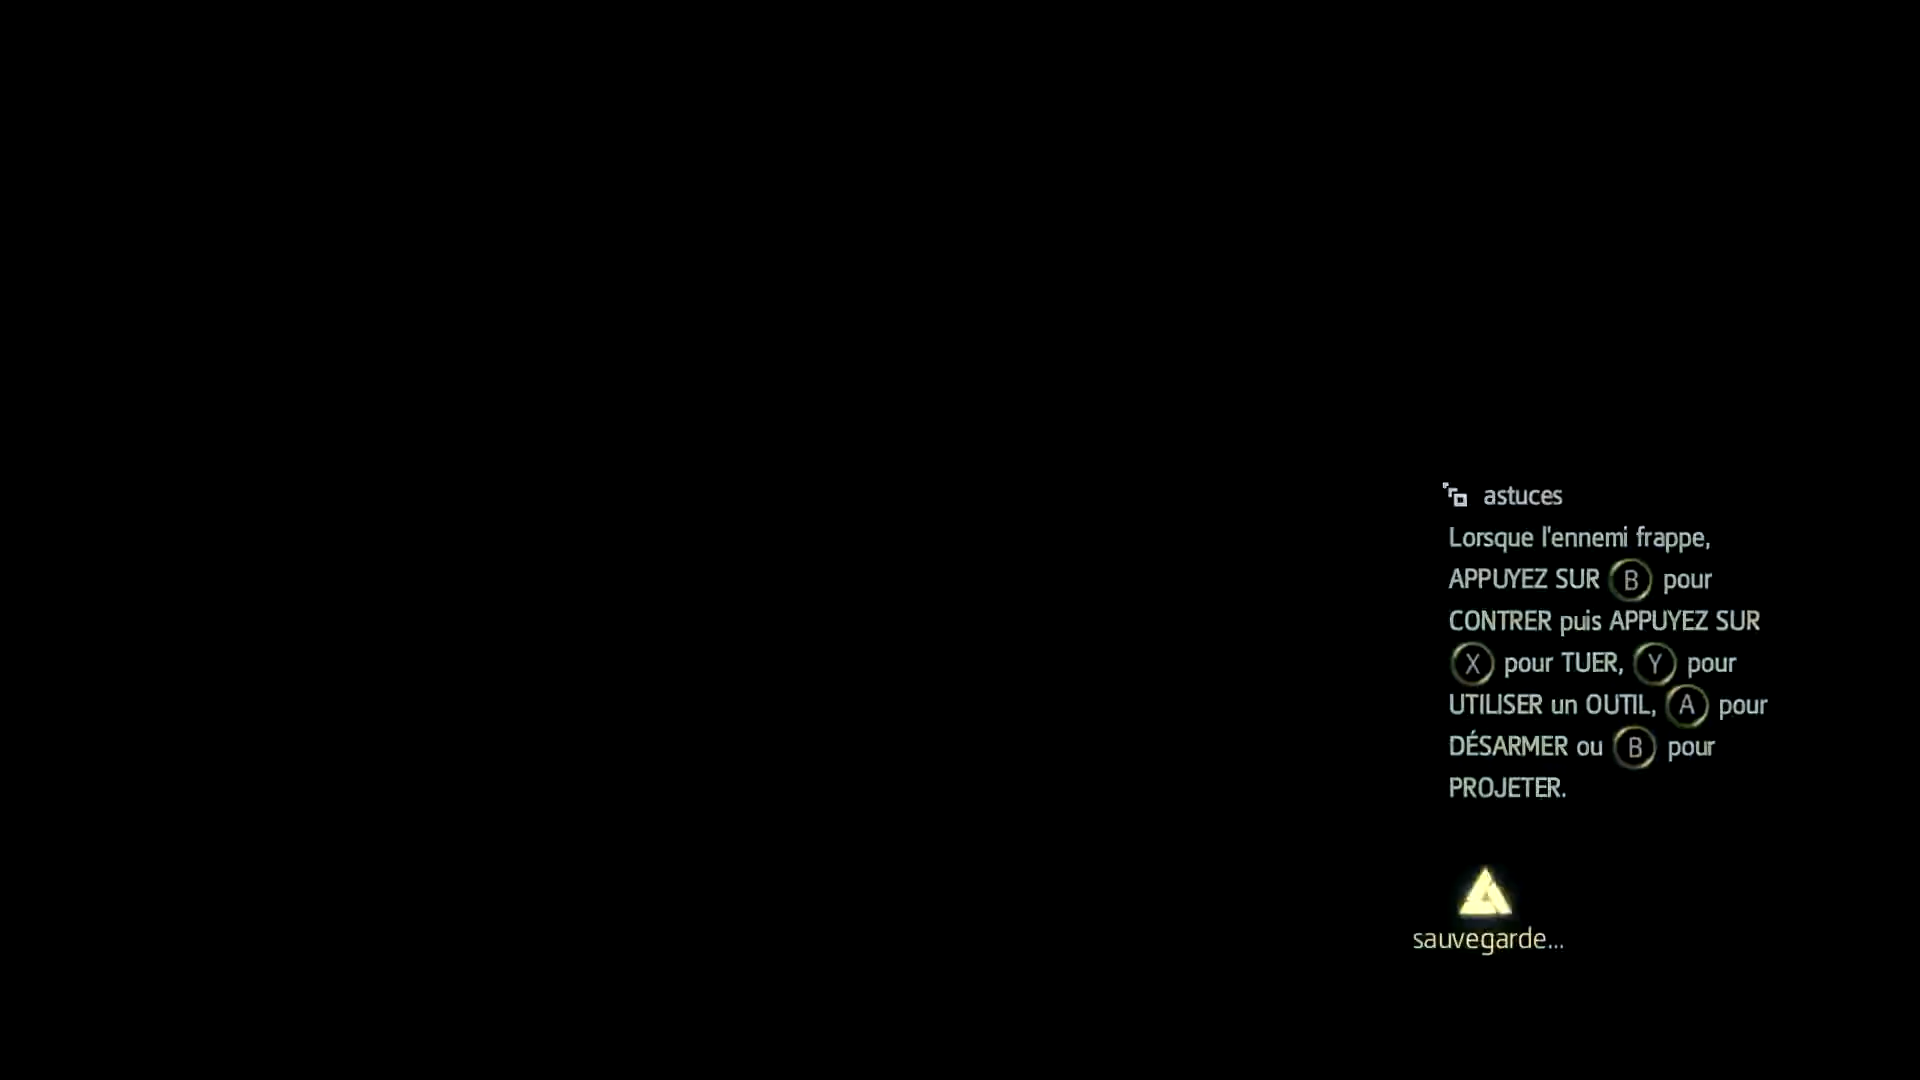 astuces
Lorsque l'ennemi frappe,
APPUYEZ SUR B pour
CONTRER puis APPUYEZ SUR
X pour TUER, Y pour
UTILISER un OUTIL, A pour
DÉSARMER ou B pour
PROJETER.
sauvegarde...